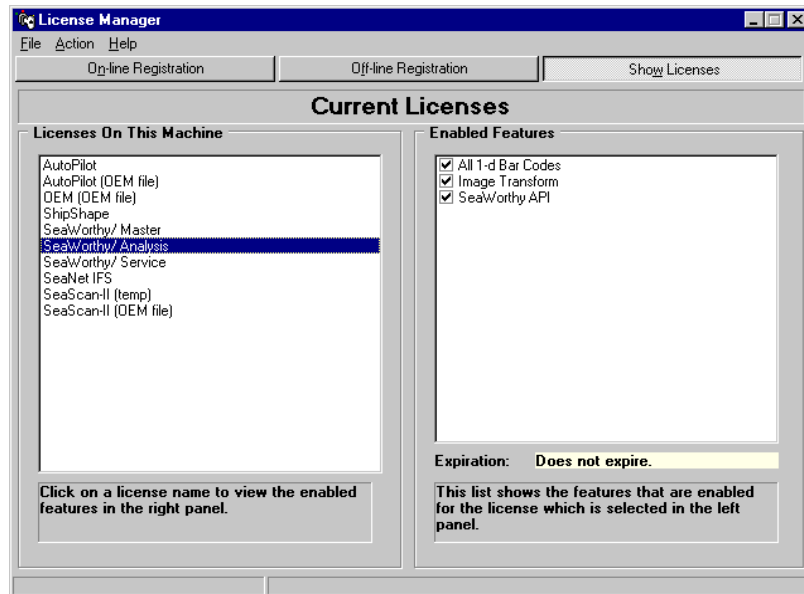 License Manager
File Action Help
On-line Registration Off-line Registration Show Licenses
Current Licenses
Licenses On This Machine
AutoPilot
AutoPilot (OEM file)
OEM (OEM file)
ShipShape
SeaWorthy/ Master
SeaWorthy/ Analysis
SeaWorthy/ Service
SeaNet IFS
SeaScan-II (temp)
SeaScan-II (OEM file)
Click on a license name to view the enabled
features in the right panel.
Enabled Features
All 1-d Bar Codes
Image Transform
SeaWorthy API
Expiration: Does not expire.
This list shows the features that are enabled
for the license which is selected in the left
panel.